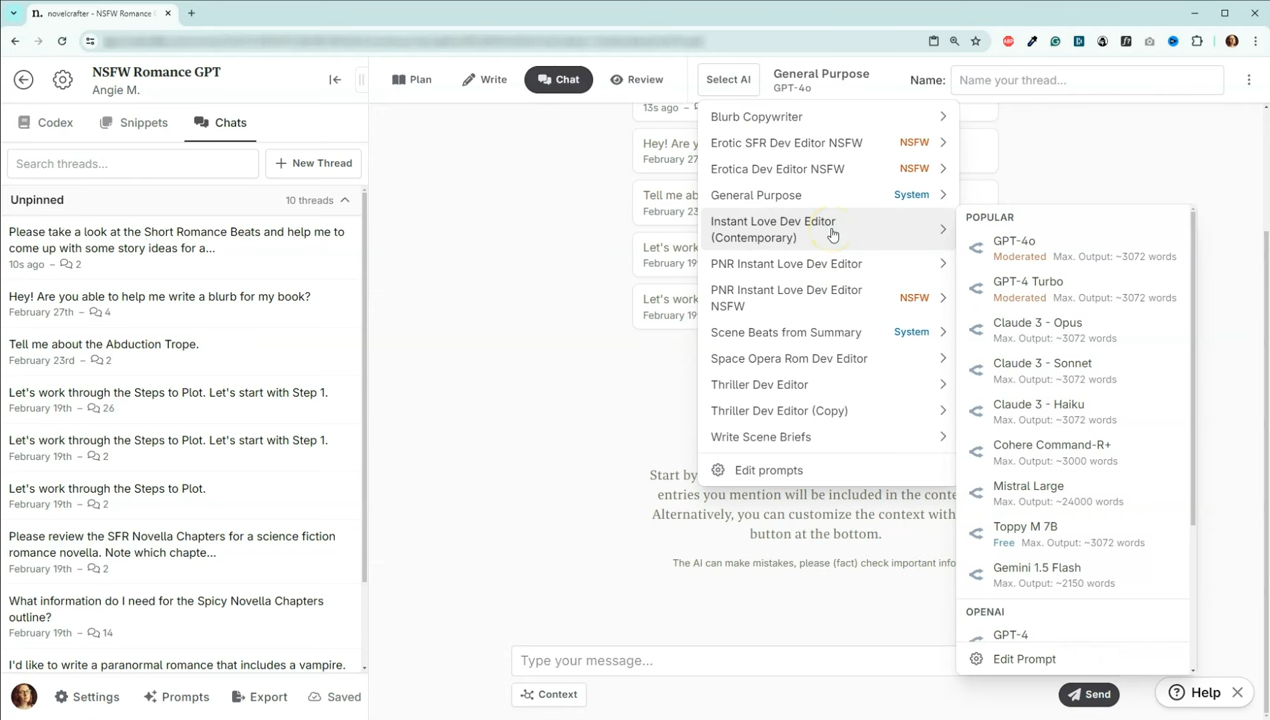 n. novelcrafter - NSFW Romance
NSFW Romance GPT
Angie M.
Plan
Write
Chat
Review
Select AI
General Purpose
GPT-4o
Name:
Name your thread...
Codex
Snippets
Chats
Search threads...
+ New Thread
Unpinned
10 threads
Please take a look at the Short Romance Beats and help me to come up with some story ideas for a...
10s ago – 2
Hey! Are you able to help me write a blurb for my book?
February 27th – 4
Tell me about the Abduction Trope.
February 23rd – 2
Let's work through the Steps to Plot. Let's start with Step 1.
February 19th – 26
Let's work through the Steps to Plot. Let's start with Step 1.
February 19th – 2
Let's work through the Steps to Plot.
February 19th – 2
Please review the SFR Novella Chapters for a science fiction
romance novella. Note which chapte...
February 19th – 2
What information do I need for the Spicy Novella Chapters
outline?
February 19th – 14
I'd like to write a paranormal romance that includes a vampire.
Settings
Prompts
Export
Saved
13s ago –
Hey! Are y
February 27
Tell me ab
February 23
Let's work
February 19
Let's work
February 19
Blurb Copywriter
Erotic SFR Dev Editor NSFW NSFW
Erotica Dev Editor NSFW NSFW
General Purpose System
Instant Love Dev Editor
(Contemporary)
PNR Instant Love Dev Editor
PNR Instant Love Dev Editor
NSFW
NSFW
Scene Beats from Summary System
Space Opera Rom Dev Editor
Thriller Dev Editor
Thriller Dev Editor (Copy)
Write Scene Briefs
Edit prompts
POPULAR
GPT-4o
Moderated Max. Output: ~3072 words
GPT-4 Turbo
Moderated Max. Output: ~3072 words
Claude 3 - Opus
Max. Output: ~3072 words
Claude 3 - Sonnet
Max. Output: ~3072 words
Claude 3 - Haiku
Max. Output: ~3072 words
Cohere Command-R+
Max. Output: ~3000 words
Mistral Large
Max. Output: ~24000 words
Toppy M 7B
Free Max. Output: ~3072 words
Gemini 1.5 Flash
Max. Output: ~2150 words
OPENAI
GPT-4
Edit Prompt
Start by
entries you mention will be included in the conte
Alternatively, you can customize the context with
button at the bottom.
The AI can make mistakes, please (fact) check important info
Type your message...
Context
Send
Help